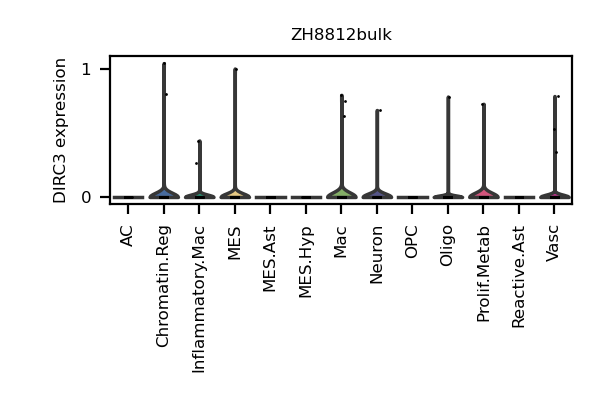 ZH8812bulk
DIRC3 expression
1
0
AC
Chromatin.Reg
Inflammatory.Mac
MES
MES.Ast
MES.Hyp
Mac
Neuron
OPC
Oligo
Prolif.Metab
Reactive.Ast
Vasc